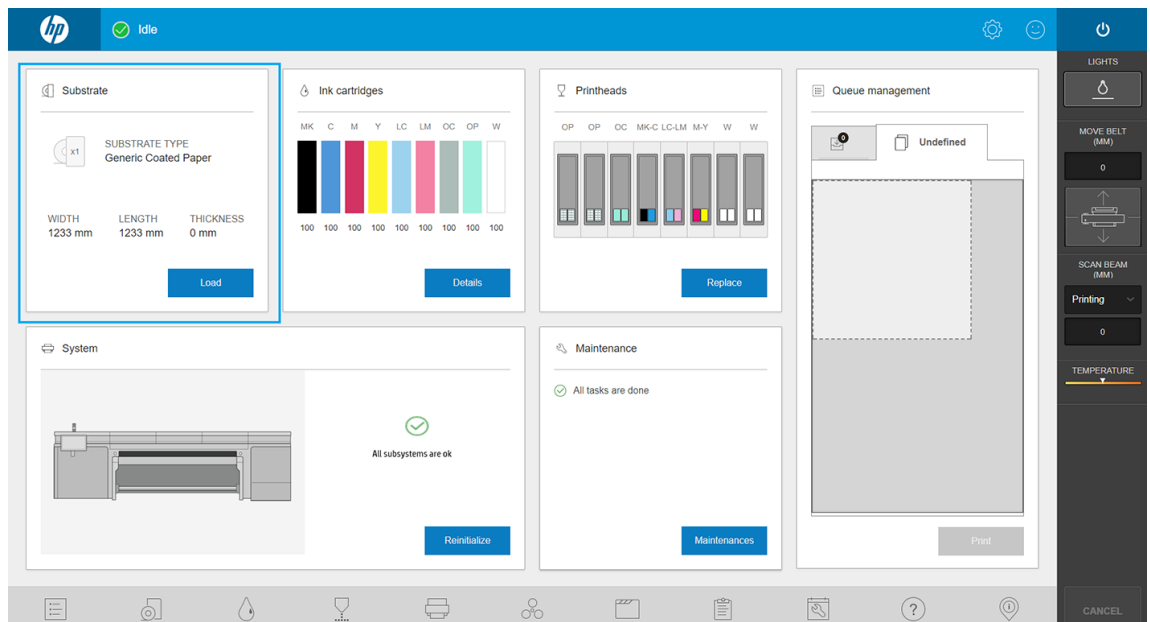 hp
Idle
LIGHTS
Substrate
SUBSTRATE TYPE
Generic Coated Paper
x1
WIDTH LENGTH THICKNESS
1233 mm 1233 mm 0 mm
Load
Ink cartridges
MK C M Y LC LM OC OP W
100 100 100 100 100 100 100 100 100
Details
Printheads
OP OP OC MK-C LC-LM M-Y W W
Replace
Queue management
0
Undefined
Print
System
All subsystems are ok
Reinitialize
Maintenance
All tasks are done
Maintenances
MOVE BELT
(MM)
0
SCAN BEAM
(MM)
Printing
0
TEMPERATURE
?
CANCEL